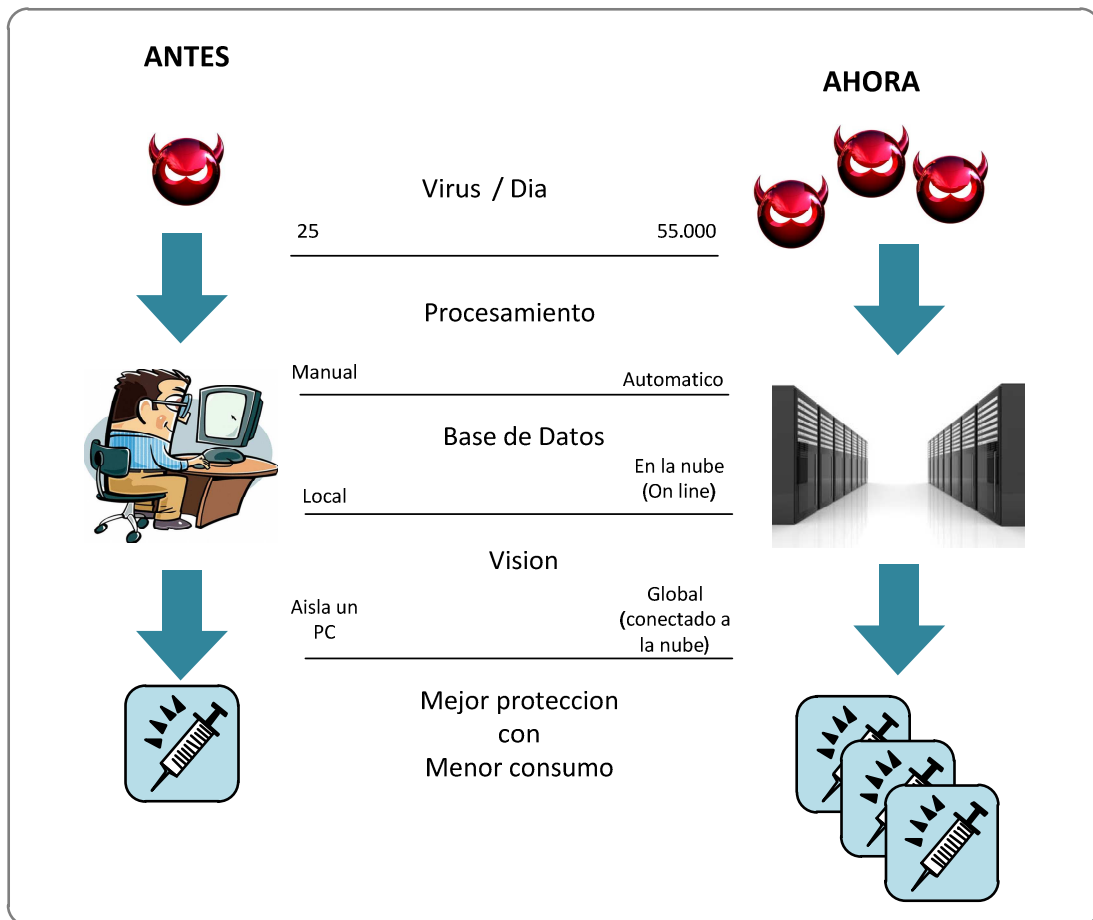 ANTES
AHORA
Virus / Dia
25
55.000
Procesamiento
Manual
Automatico
Base de Datos
Local
En la nube
(On line)
Vision
Aisla un
PC
Global
(conectado a
la nube)
Mejor proteccion
con
Menor consumo